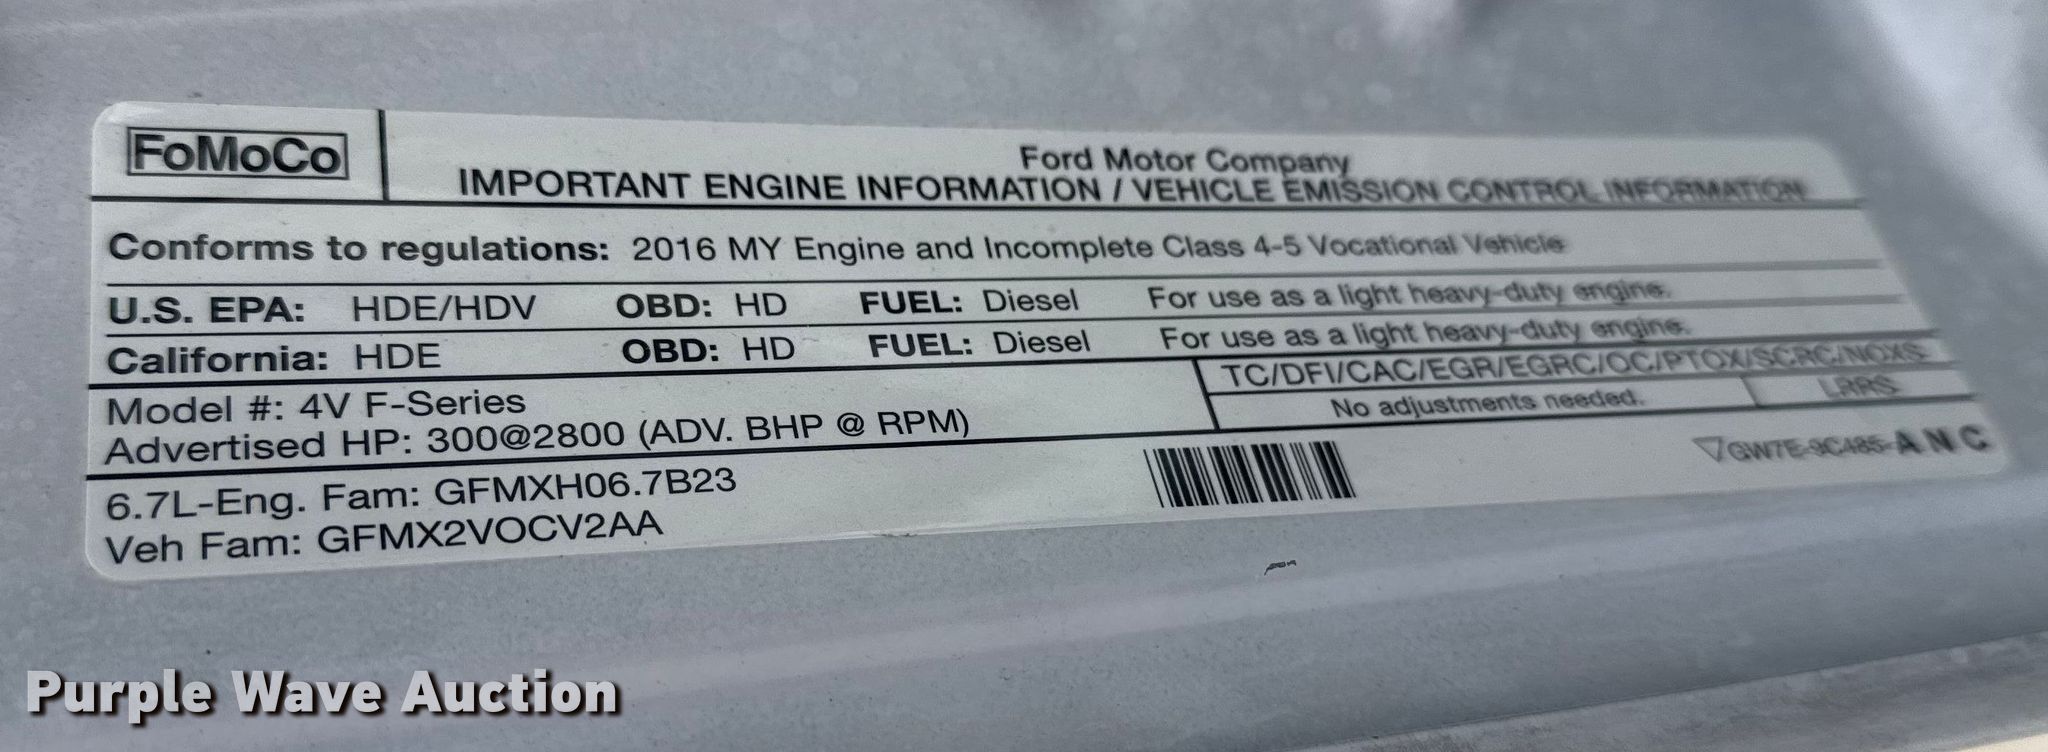 FoMoCo
Ford Motor Company
IMPORTANT ENGINE INFORMATION / VEHICLE EMISSION CONTROL INFORMATION
Conforms to regulations: 2016 MY Engine and Incomplete Class 4-5 Vocational Vehicle
U.S. EPA: HDE/HDV OBD: HD FUEL: Diesel For use as a light heavy-duty engine.
California: HDE OBD: HD FUEL: Diesel For use as a light heavy-duty engine.
TC/DFI/CAC/EGR/EGRC/OC/PTOX/SCRC/NOXS
Model #: 4V F-Series
No adjustments needed. LRRS
Advertised HP: 300@2800 (ADV. BHP @ RPM)
GW7E-9C485-A N C
6.7L-Eng. Fam: GFMXH06.7B23
Veh Fam: GFMX2VOCV2AA
Purple Wave Auction